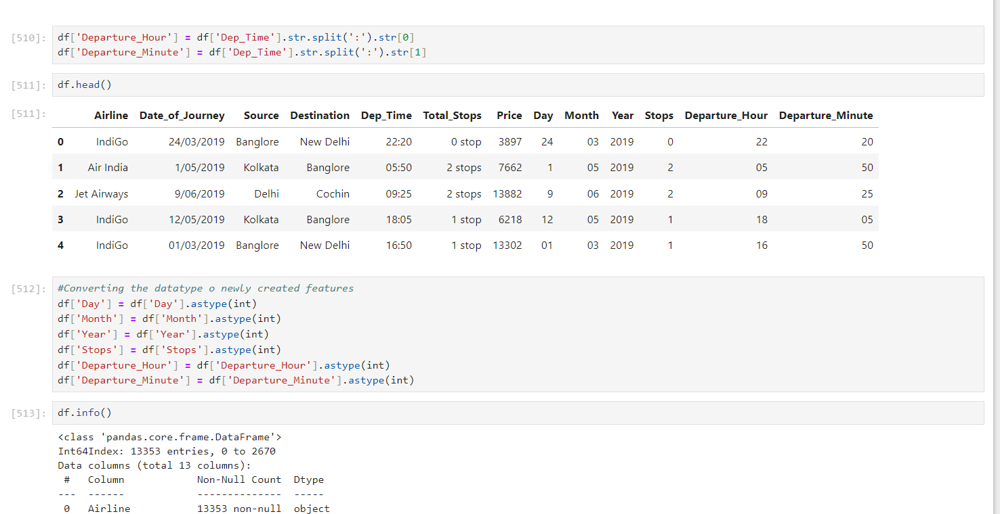 [510]: df['Departure_Hour'] = df['Dep_Time'].str.split(':').str[0]
df['Departure_Minute'] = df['Dep_Time'].str.split(':').str[1]
[511]: df.head()
[511]: Airline Date_of_Journey Source Destination Dep_Time Total_Stops Price Day Month Year Stops Departure_Hour Departure_Minute
0 IndiGo 24/03/2019 Banglore New Delhi 22:20 0 stop 3897 24 03 2019 0 22 20
1 Air India 1/05/2019 Kolkata Banglore 05:50 2 stops 7662 1 05 2019 2 05 50
2 Jet Airways 9/06/2019 Delhi Cochin 09:25 2 stops 13882 9 06 2019 2 09 25
3 IndiGo 12/05/2019 Kolkata Banglore 18:05 1 stop 6218 12 05 2019 1 18 05
4 IndiGo 01/03/2019 Banglore New Delhi 16:50 1 stop 13302 01 03 2019 1 16 50
[512]: #Converting the datatype o newly created features
df['Day'] = df['Day'].astype(int)
df['Month'] = df['Month'].astype(int)
df['Year'] = df['Year'].astype(int)
df['Stops'] = df['Stops'].astype(int)
df['Departure_Hour'] = df['Departure_Hour'].astype(int)
df['Departure_Minute'] = df['Departure_Minute'].astype(int)
[513]: df.info()
<class 'pandas.core.frame.DataFrame'>
Int64Index: 13353 entries, 0 to 2670
Data columns (total 13 columns):
# Column Non-Null Count Dtype
--- ------ -------------- -----
0 Airline 13353 non-null object